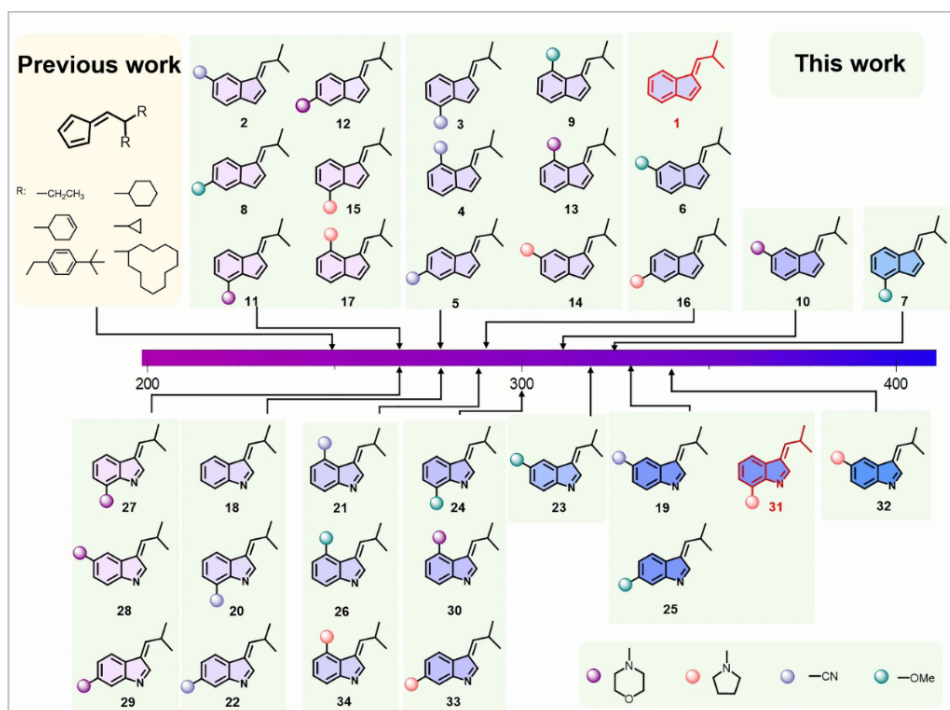 Previous work
This work
R
R
R: —CH₂CH₃
2
12
3
9
1
8
15
4
13
6
11
17
5
14
16
10
7
200
300
400
N
N
N
N
N
N
N
N
27
18
21
24
23
19
31
32
N
N
N
N
N
28
20
26
30
25
N
N
N
N
29
22
34
33
N
O
N
—CN
—OMe